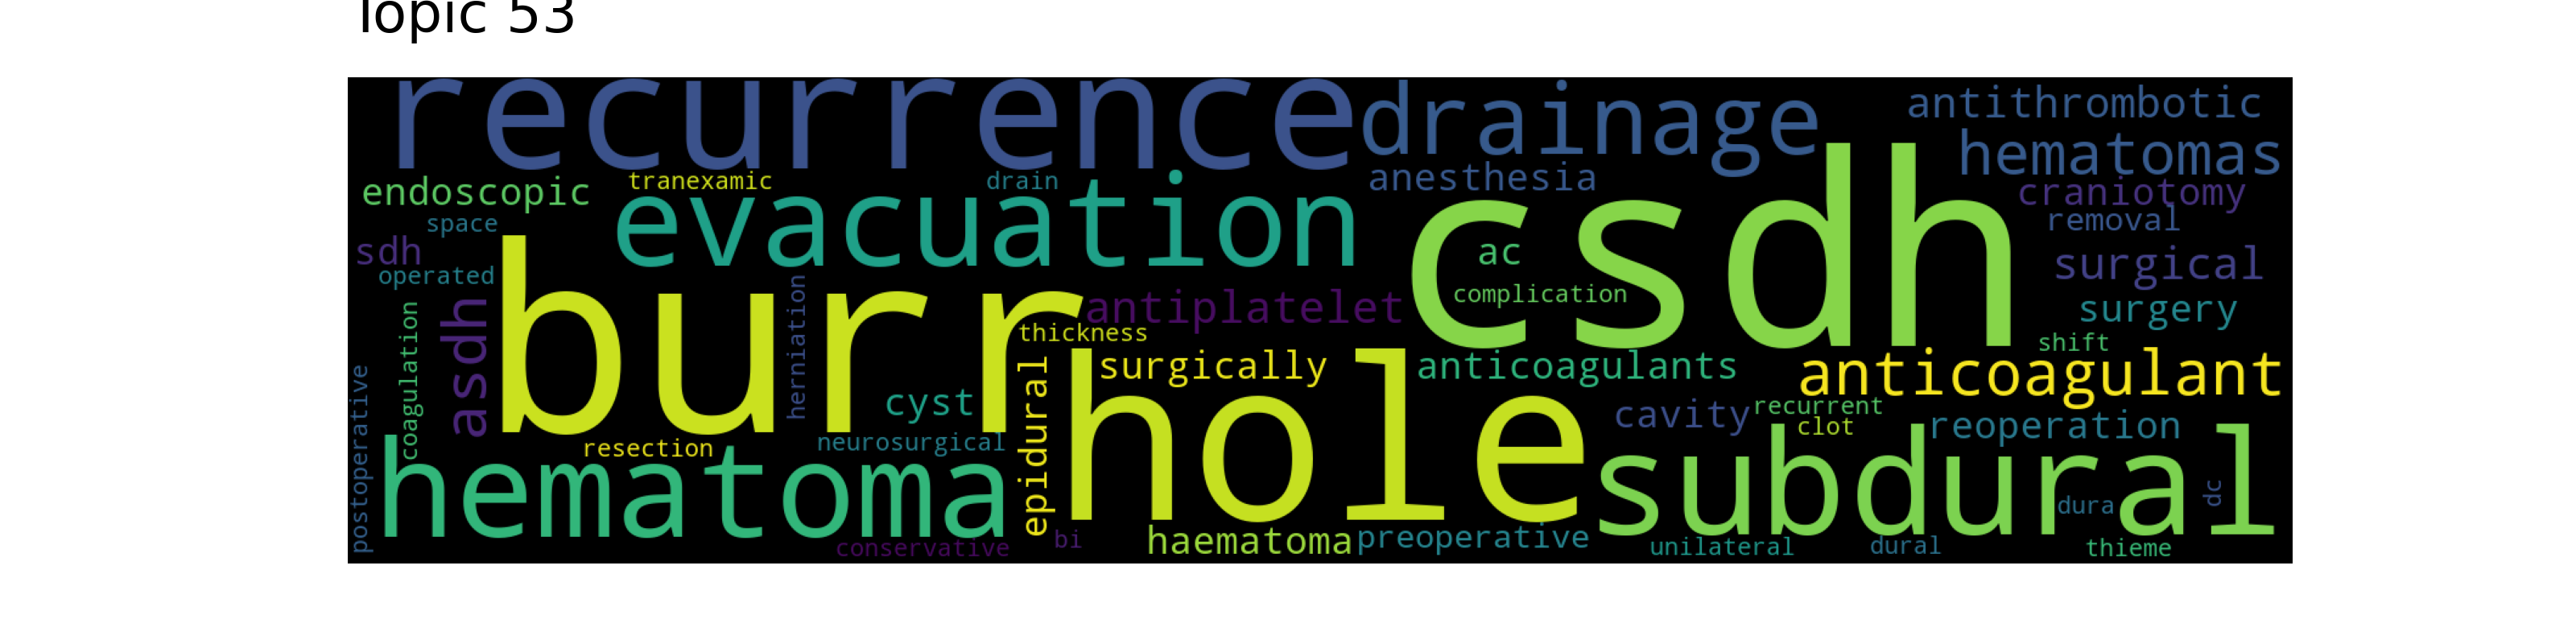 Topic 53
recurrence drainage antithrombotic
hematomas
endoscopic tranexamic drain anesthesia craniotomy
space evacuation csdh removal
sdh ac surgical
operated complication
burr herniation antiplatelet surgery
coagulation asdh thickness shift
postoperative surgically anticoagulants anticoagulant
cyst epidural hole cavity recurrent
clot reoperation
resection neurosurgical
hematoma subdural
dura dc
conservative bi haematoma preoperative unilateral dural thieme